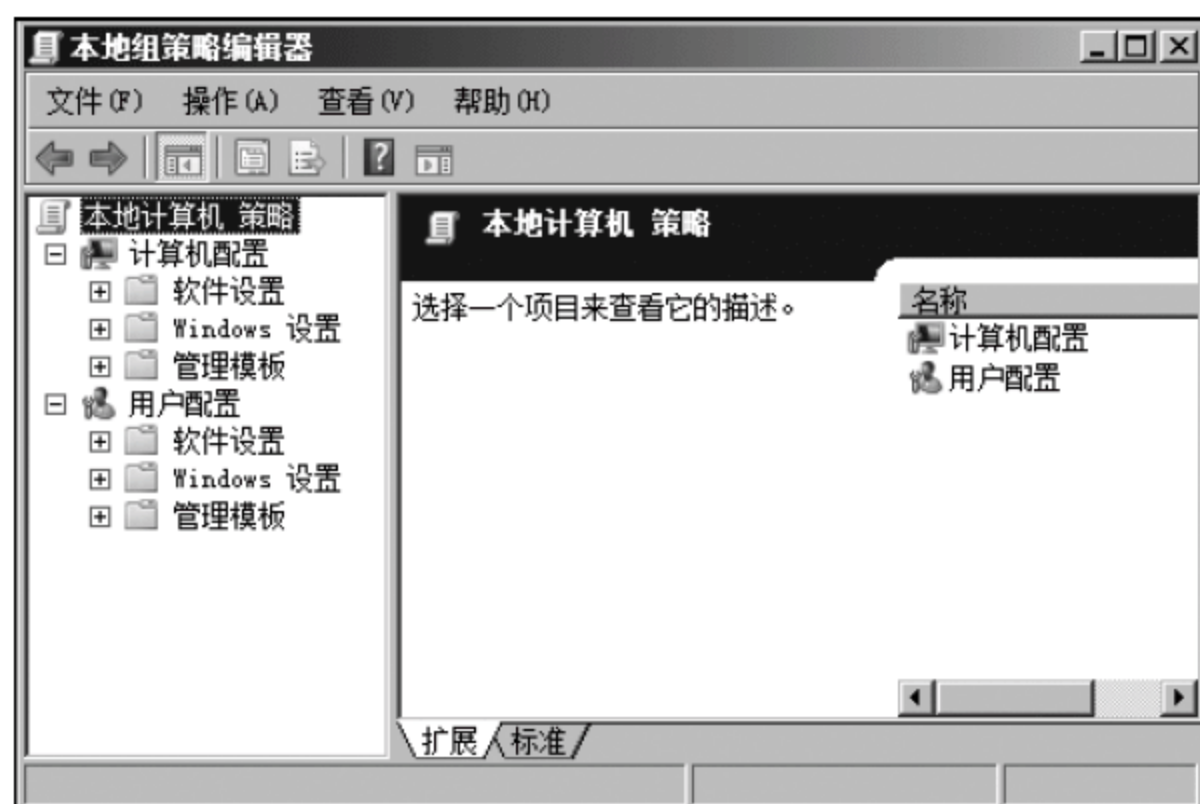 本地组策略编辑器
文件(F) 操作(A) 查看(V) 帮助(H)
本地计算机 策略
计算机配置
软件设置
Windows 设置
管理模板
用户配置
软件设置
Windows 设置
管理模板
本地计算机 策略
选择一个项目来查看它的描述。
名称
计算机配置
用户配置
扩展 标准